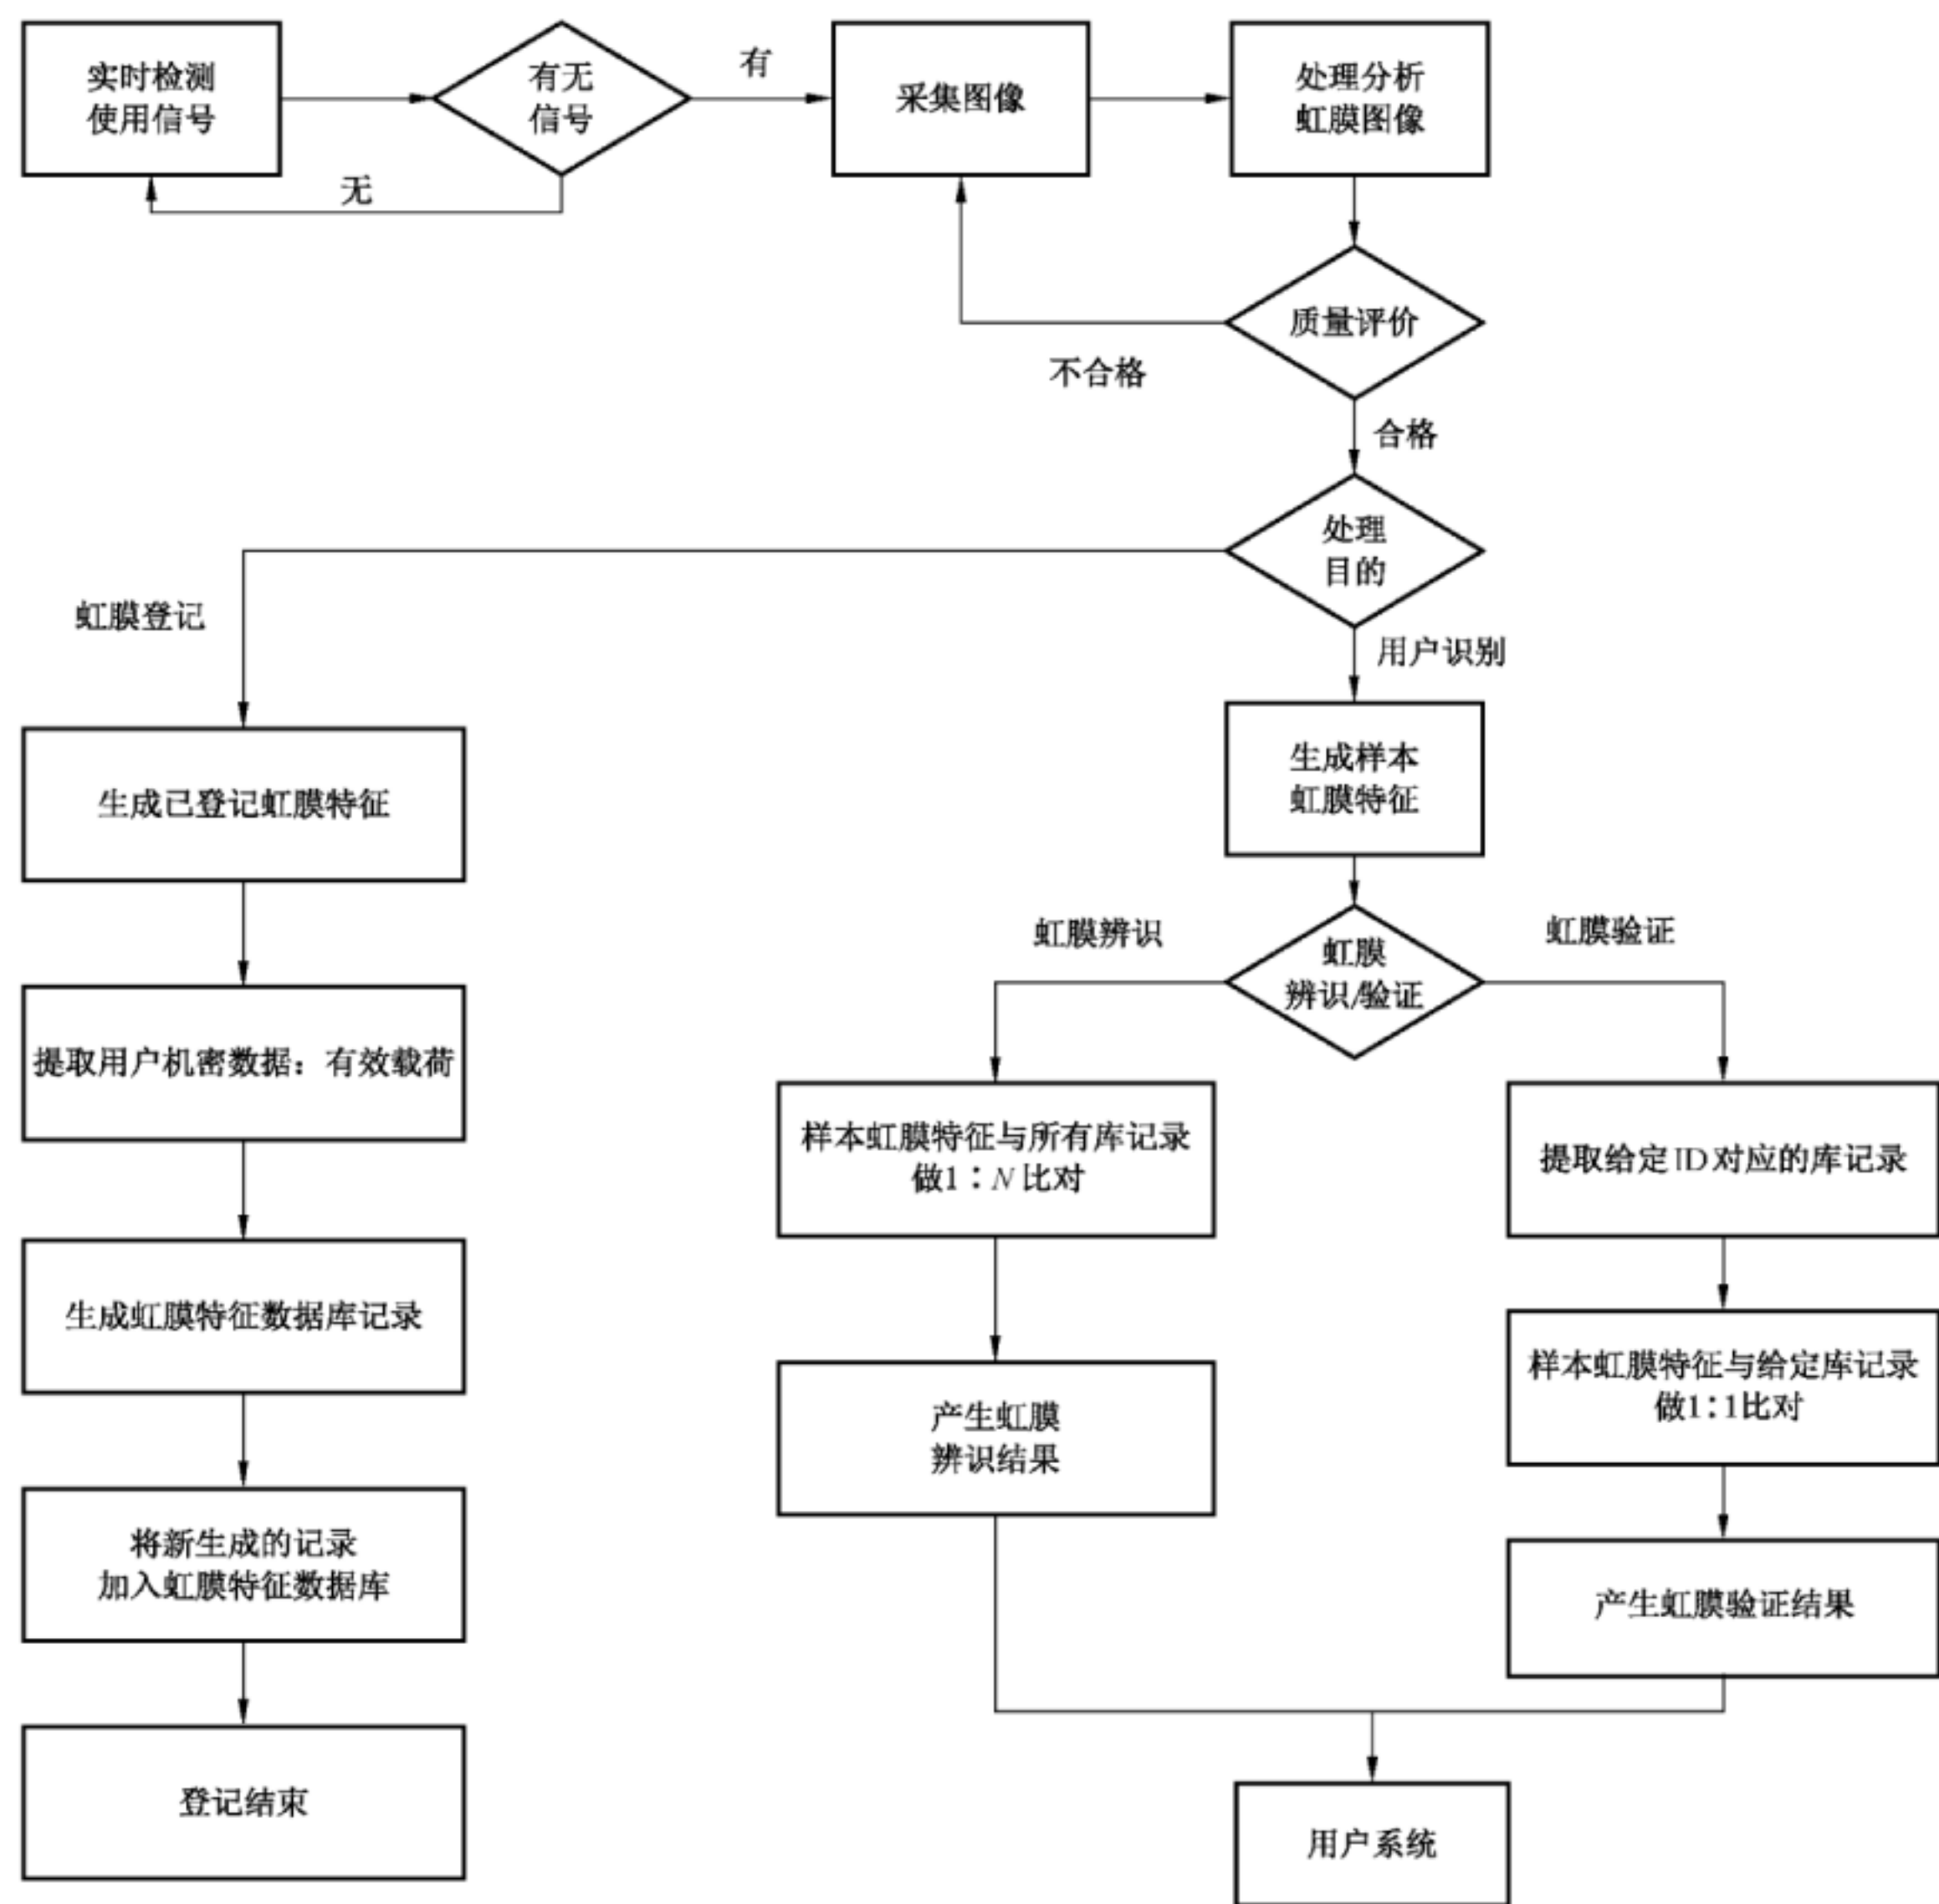 实时检测
使用信号
有无
信号
有
无
采集图像
处理分析
虹膜图像
质量评价
不合格
合格
处理
目的
虹膜登记
用户识别
生成已登记虹膜特征
提取用户机密数据：有效载荷
生成虹膜特征数据库记录
将新生成的记录
加入虹膜特征数据库
登记结束
生成样本
虹膜特征
虹膜
辨识/验证
虹膜辨识
虹膜验证
样本虹膜特征与所有库记录
做1：N比对
产生虹膜
辨识结果
提取给定ID对应的库记录
样本虹膜特征与给定库记录
做1：1比对
产生虹膜验证结果
用户系统